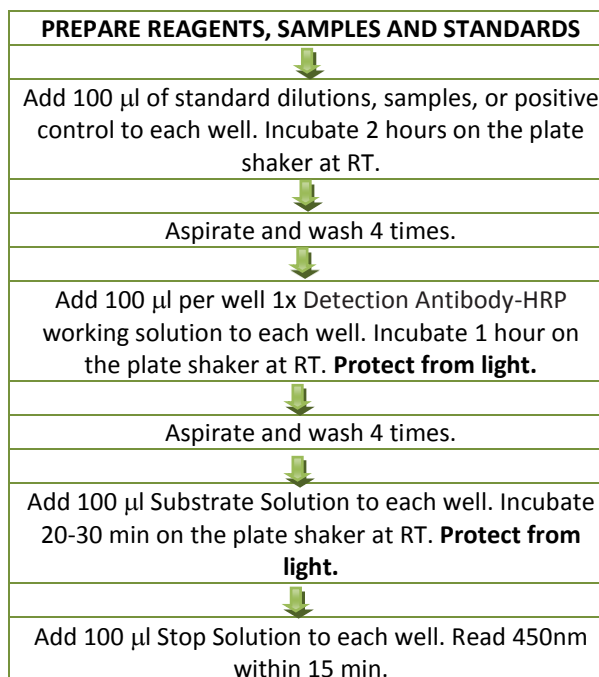 PREPARE REAGENTS, SAMPLES AND STANDARDS
Add 100 µl of standard dilutions, samples, or positive
control to each well. Incubate 2 hours on the plate
shaker at RT.
Aspirate and wash 4 times.
Add 100 µl per well 1x Detection Antibody-HRP
working solution to each well. Incubate 1 hour on
the plate shaker at RT. Protect from light.
Aspirate and wash 4 times.
Add 100 µl Substrate Solution to each well. Incubate
20-30 min on the plate shaker at RT. Protect from
light.
Add 100 µl Stop Solution to each well. Read 450nm
within 15 min.